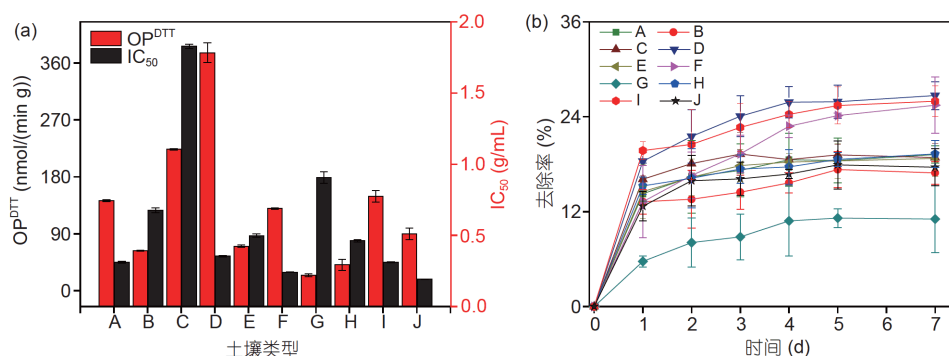 (a)
OP^DTT
IC₅₀
OP^DTT (nmol/(min g))
360
270
180
90
0
2.0
1.5
1.0
0.5
0.0
IC₅₀ (g/mL)
A B C D E F G H I J
土壤类型
(b)
A B
C D
E F
G H
I J
去除率 (%)
36
24
12
0
0 1 2 3 4 5 6 7
时间 (d)